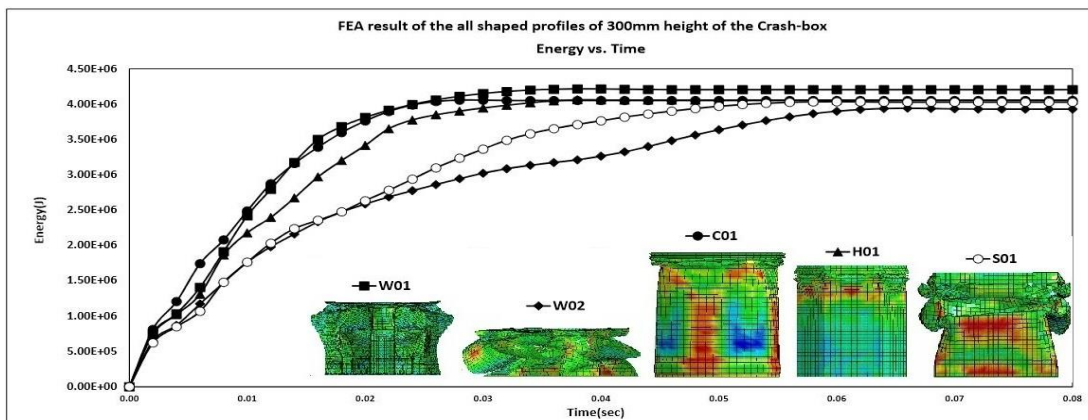 FEA result of the all shaped profiles of 300mm height of the Crash-box
Energy vs. Time
4.50E+06
4.00E+06
3.50E+06
3.00E+06
2.50E+06
2.00E+06
1.50E+06
1.00E+06
5.00E+05
0.00E+00
Energy(J)
C01
H01
S01
W01
W02
0.00 0.01 0.02 0.03 0.04 0.05 0.06 0.07 0.08
Time(sec)